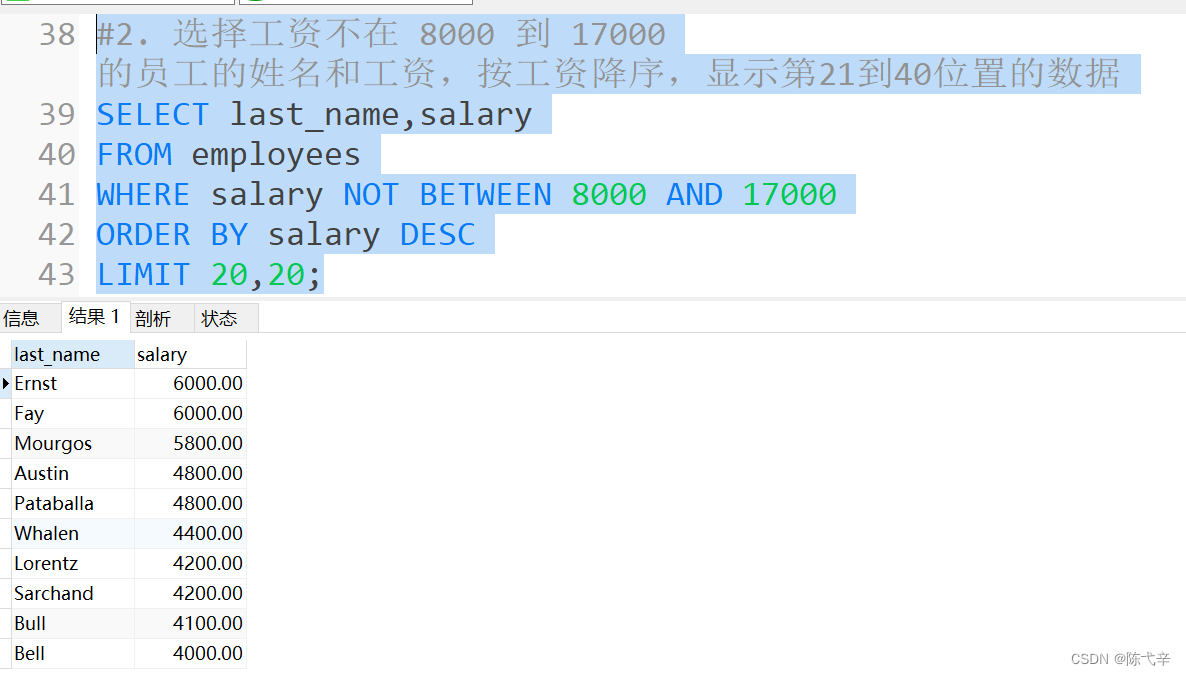 38 #2. 选择工资不在 8000 到 17000
的员工的姓名和工资，按工资降序，显示第21到40位置的数据
39 SELECT last_name,salary
40 FROM employees
41 WHERE salary NOT BETWEEN 8000 AND 17000
42 ORDER BY salary DESC
43 LIMIT 20,20;
信息 结果 1 剖析 状态
last_name salary
Ernst 6000.00
Fay 6000.00
Mourgos 5800.00
Austin 4800.00
Pataballa 4800.00
Whalen 4400.00
Lorentz 4200.00
Sarchand 4200.00
Bull 4100.00
Bell 4000.00
CSDN @陈弋辛